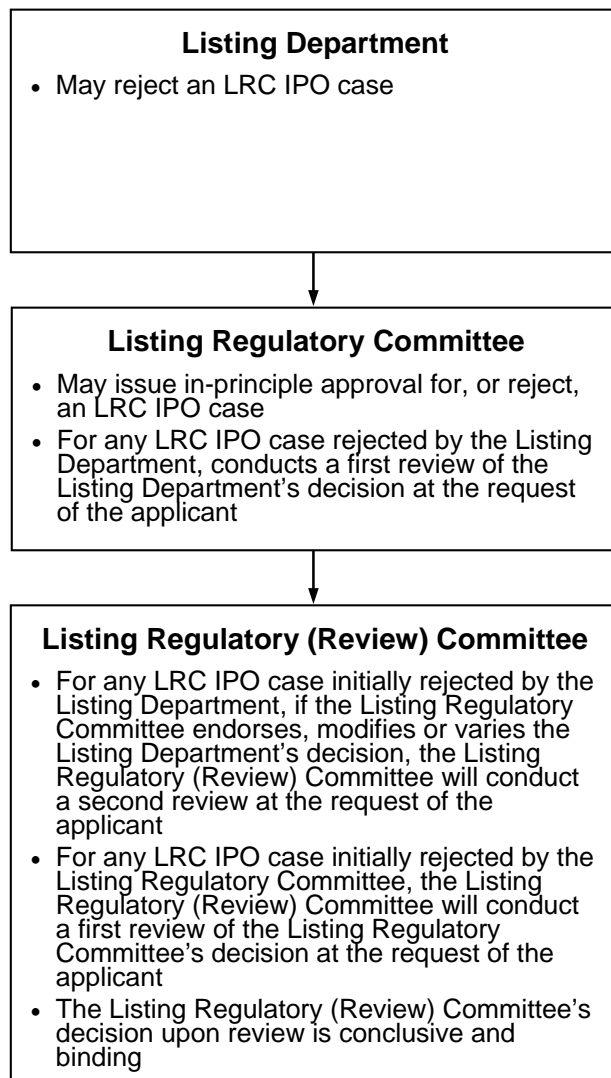 Listing Department
• May reject an LRC IPO case
Listing Regulatory Committee
• May issue in-principle approval for, or reject,
an LRC IPO case
• For any LRC IPO case rejected by the Listing
Department, conducts a first review of the
Listing Department's decision at the request
of the applicant
Listing Regulatory (Review) Committee
• For any LRC IPO case initially rejected by the
Listing Department, if the Listing Regulatory
Committee endorses, modifies or varies the
Listing Department's decision, the Listing
Regulatory (Review) Committee will conduct
a second review at the request of the
applicant
• For any LRC IPO case initially rejected by the
Listing Regulatory Committee, the Listing
Regulatory (Review) Committee will conduct
a first review of the Listing Regulatory
Committee's decision at the request of the
applicant
• The Listing Regulatory (Review) Committee's
decision upon review is conclusive and
binding